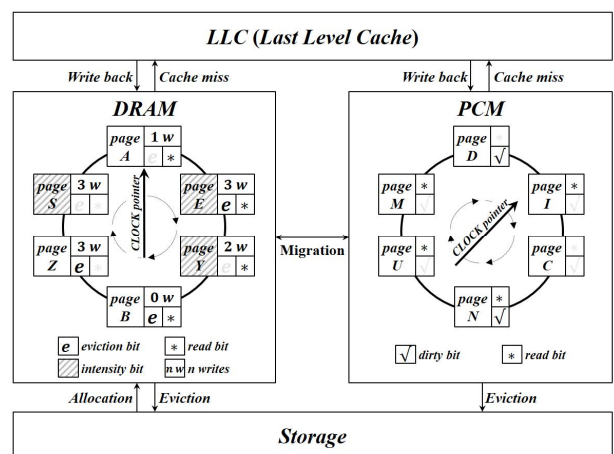 LLC (Last Level Cache)
Write back
Cache miss
Write back
Cache miss
DRAM
page A 1 w e *
page S 3 w e *
page E 3 w e *
page Z 3 w e *
page Y 2 w e *
page B 0 w e *
CLOCK pointer
e eviction bit
* read bit
intensity bit
n w n writes
Migration
PCM
page D * √
page M * √
page I * √
page U * √
page C * √
page N * √
CLOCK pointer
√ dirty bit
* read bit
Allocation
Eviction
Eviction
Storage